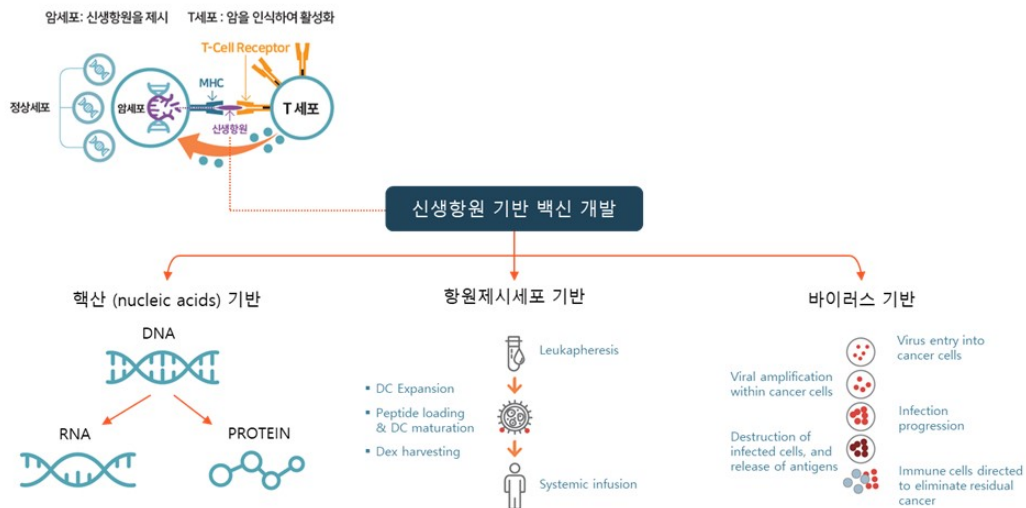 암세포: 신생항원을 제시
T세포 : 암을 인식하여 활성화
T-Cell Receptor
MHC
정상세포
암세포
T 세포
신생항원
신생항원 기반 백신 개발
핵산 (nucleic acids) 기반
DNA
RNA
PROTEIN
항원제시세포 기반
Leukapheresis
▪ DC Expansion
▪ Peptide loading
& DC maturation
▪ Dex harvesting
Systemic infusion
바이러스 기반
Virus entry into
cancer cells
Viral amplification
within cancer cells
Infection
progression
Destruction of
infected cells, and
release of antigens
Immune cells directed
to eliminate residual
cancer